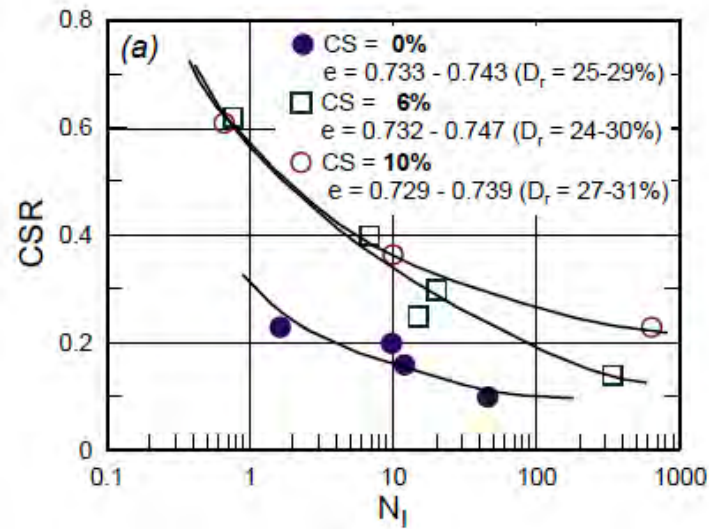 0.8
(a)
CS = 0%
e = 0.733 - 0.743 (Dr = 25-29%)
CS = 6%
e = 0.732 - 0.747 (Dr = 24-30%)
CS = 10%
e = 0.729 - 0.739 (Dr = 27-31%)
0.6
0.4
0.2
0
CSR
0.1 1 10 100 1000
Nl